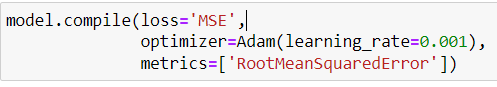 model.compile(loss='MSE',
optimizer=Adam(learning_rate=0.001),
metrics=['RootMeanSquaredError'])